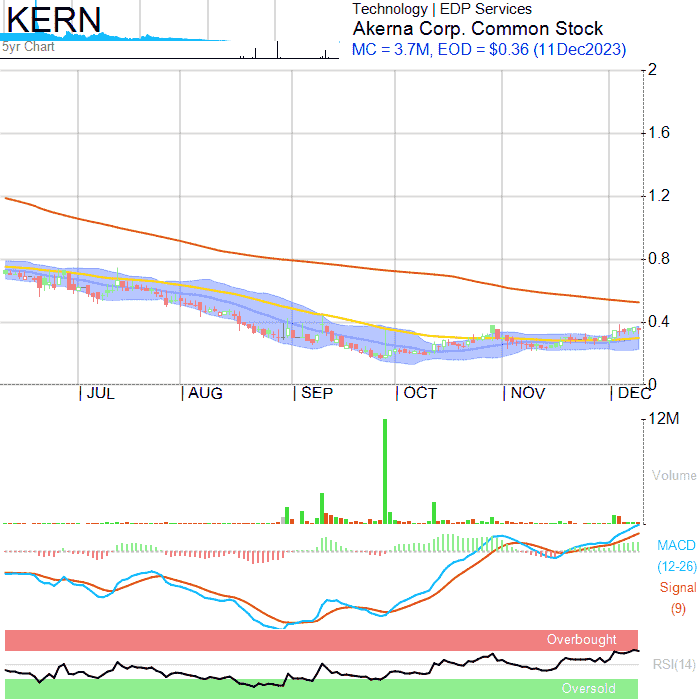 KERN
5yr Chart
Technology | EDP Services
Akerna Corp. Common Stock
MC = 3.7M, EOD = $0.36 (11Dec2023)
2
1.6
1.2
0.8
0.4
0
JUL AUG SEP OCT NOV DEC
12M
Volume
MACD
(12-26)
Signal
(9)
Overbought
RSI(14)
Oversold